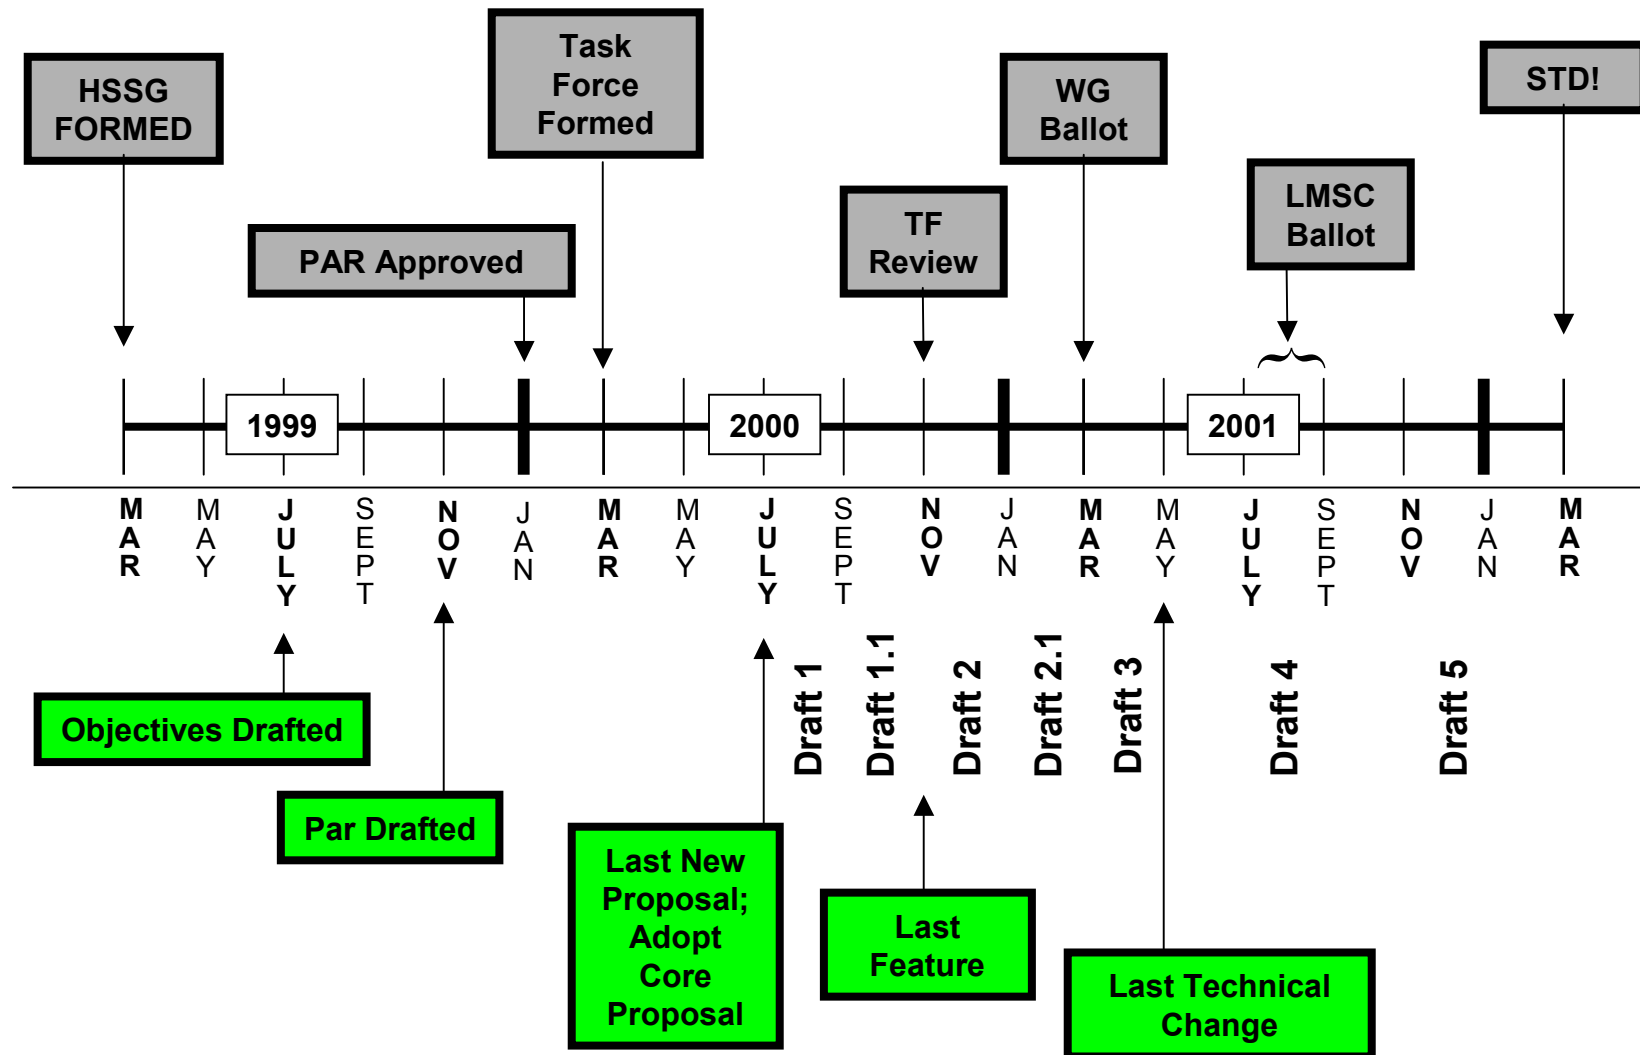 HSSG
FORMED
Task
Force
Formed
WG
Ballot
STD!
PAR Approved
TF
Review
LMSC
Ballot
1999
2000
2001
MAR
MAY
JULY
SEPT
NOV
JAN
MAR
MAY
JULY
SEPT
NOV
JAN
MAR
MAY
JULY
SEPT
NOV
JAN
MAR
Draft 1
Draft 1.1
Draft 2
Draft 2.1
Draft 3
Draft 4
Draft 5
Objectives Drafted
Par Drafted
Last New
Proposal;
Adopt
Core
Proposal
Last
Feature
Last Technical
Change